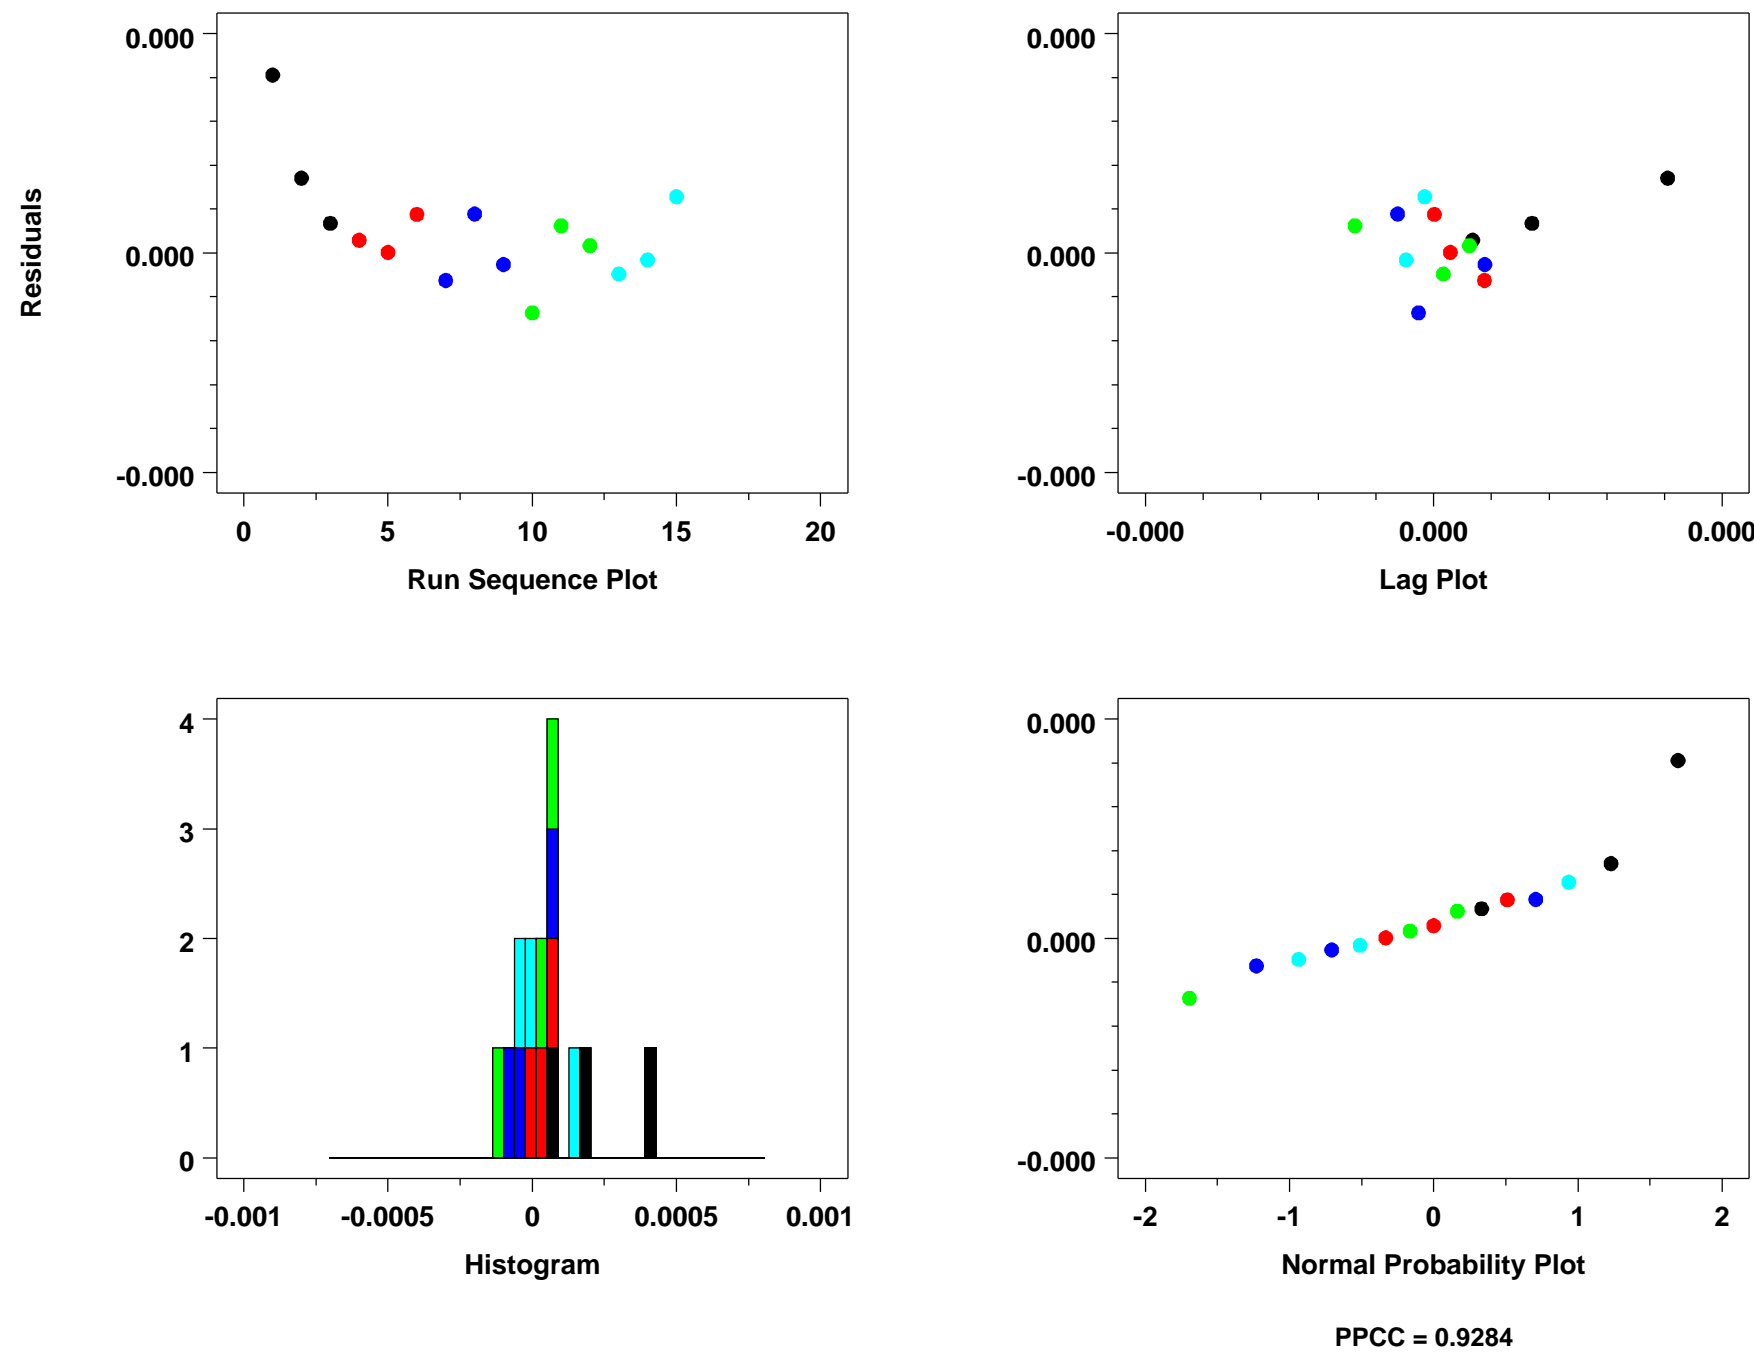 Residuals
0.000
0.000
-0.000
0 5 10 15 20
Run Sequence Plot
0.000
0.000
-0.000
-0.000 0.000 0.000
Lag Plot
4
3
2
1
0
-0.001 -0.0005 0 0.0005 0.001
Histogram
0.000
0.000
-0.000
-2 -1 0 1 2
Normal Probability Plot
PPCC = 0.9284